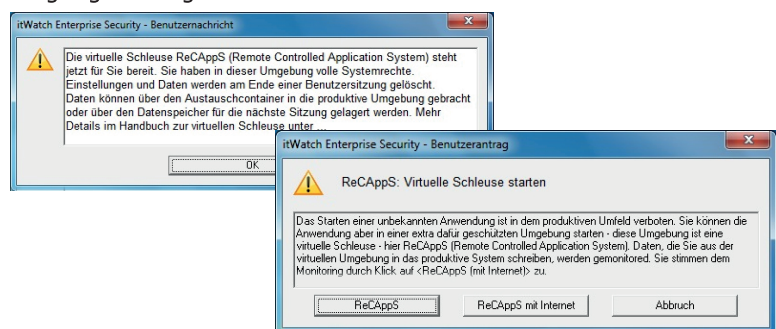 itWatch Enterprise Security - Benutzernachricht
Die virtuelle Schleuse ReCAppS (Remote Controlled Application System) steht
jetzt für Sie bereit. Sie haben in dieser Umgebung volle Systemrechte.
Einstellungen und Daten werden am Ende einer Benutzersitzung gelöscht.
Daten können über den Austauschcontainer in die produktive Umgebung gebracht
oder über den Datenspeicher für die nächste Sitzung gelagert werden. Mehr
Details im Handbuch zur virtuellen Schleuse unter ...
OK
itWatch Enterprise Security - Benutzerantrag
ReCAppS: Virtuelle Schleuse starten
Das Starten einer unbekannten Anwendung ist in dem produktiven Umfeld verboten. Sie können die
Anwendung aber in einer extra dafür geschützten Umgebung starten - diese Umgebung ist eine
virtuelle Schleuse - hier ReCAppS (Remote Controlled Application System). Daten, die Sie aus der
virtuellen Umgebung in das produktive System schreiben, werden gemonitored. Sie stimmen dem
Monitoring durch Klick auf <ReCAppS (mit Internet)> zu.
ReCAppS
ReCAppS mit Internet
Abbruch